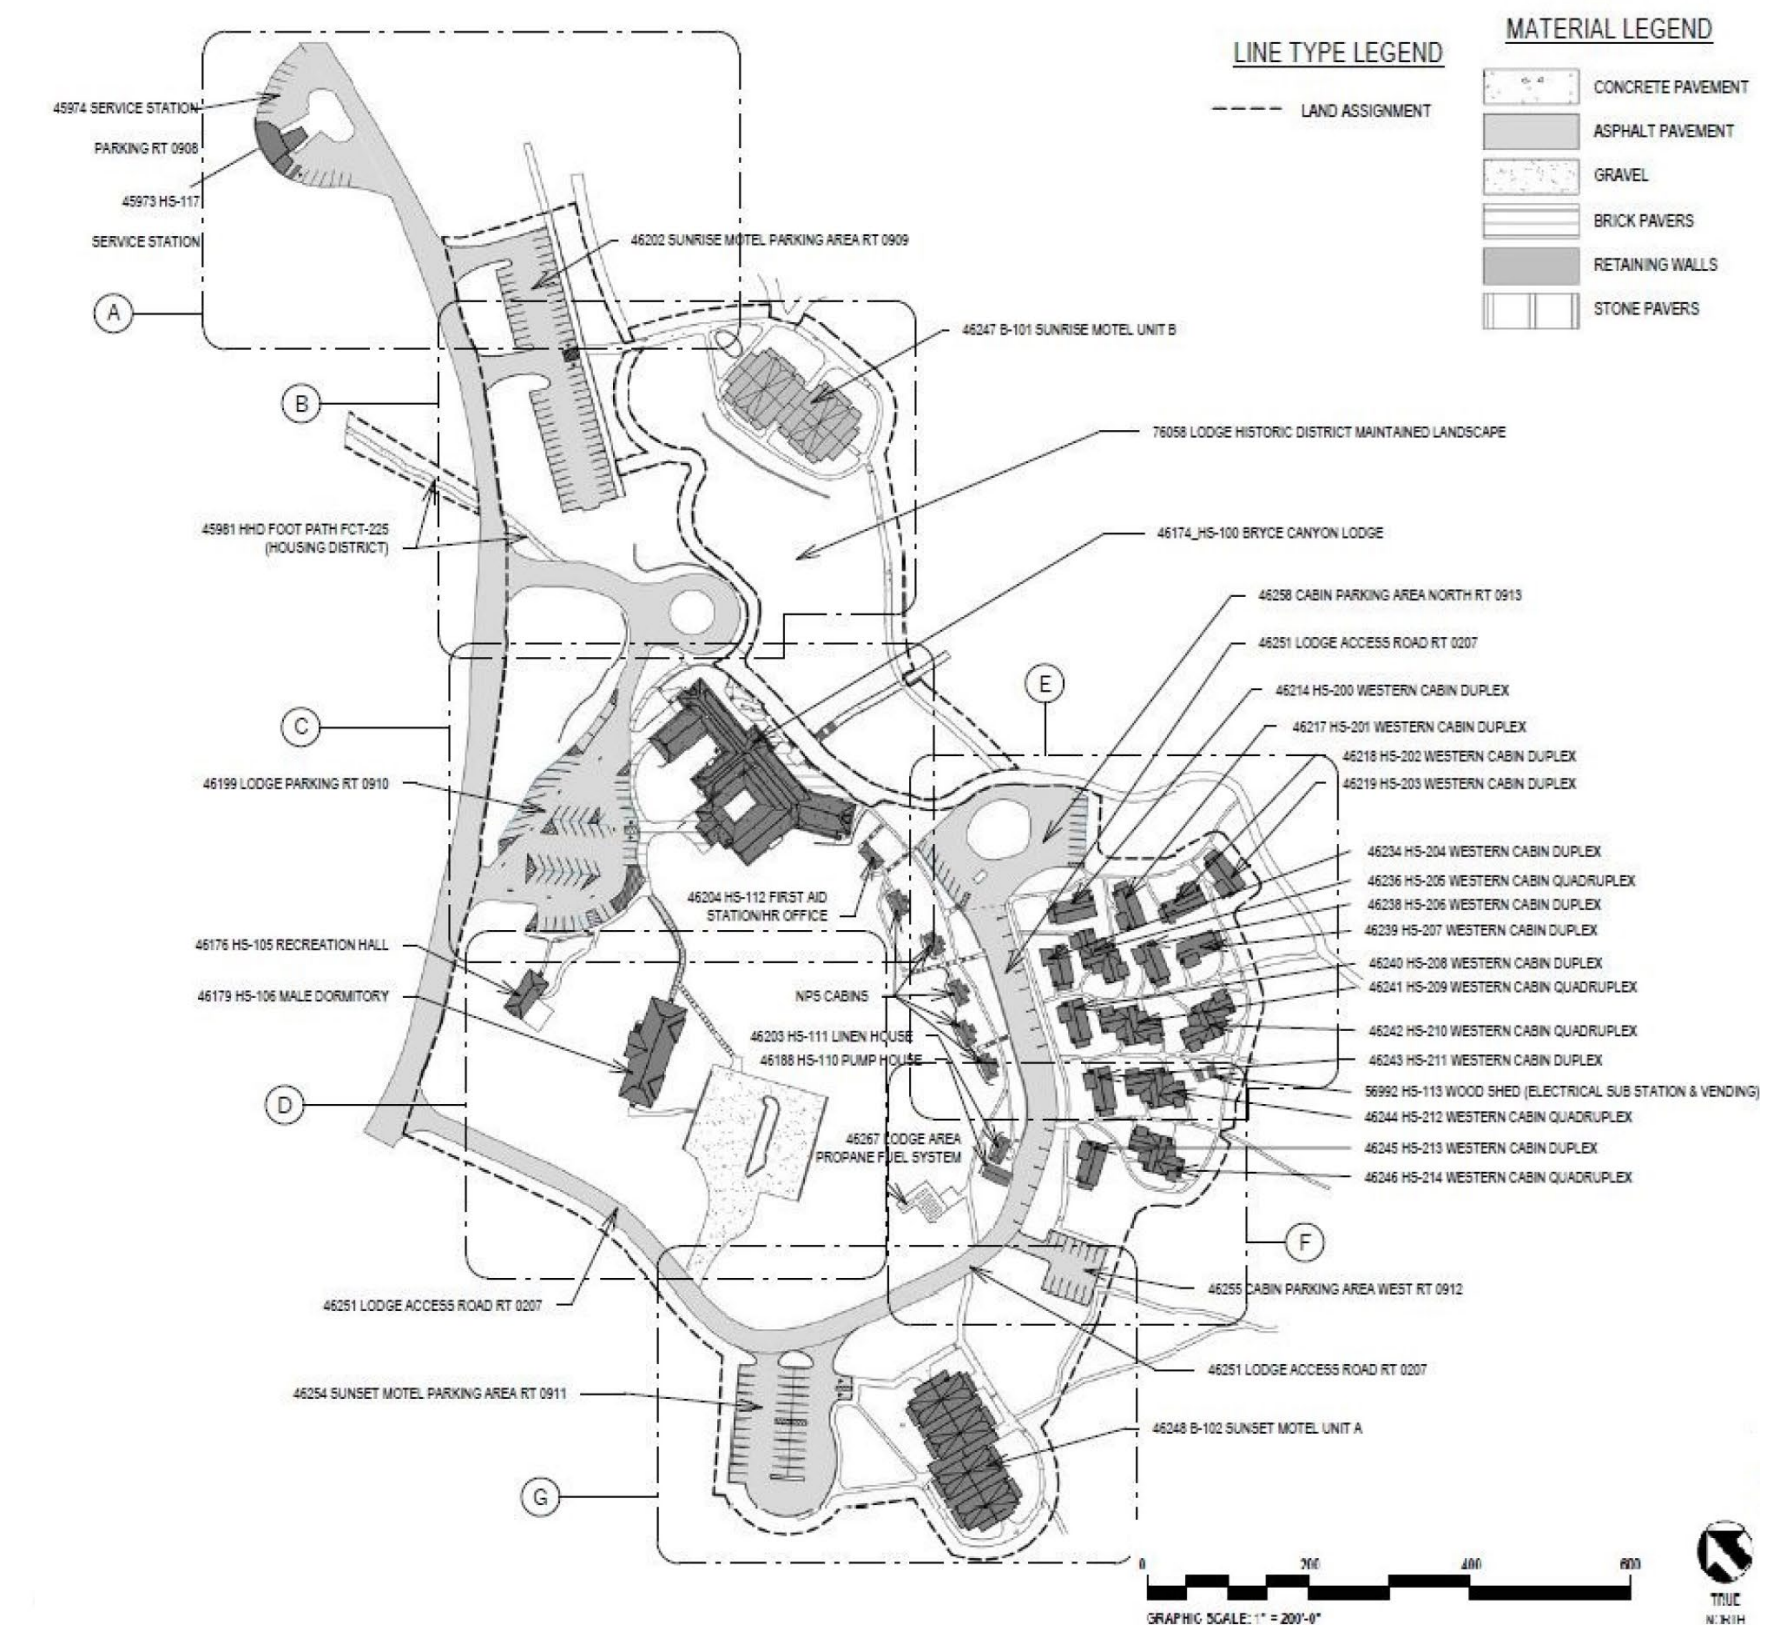 LINE TYPE LEGEND
LAND ASSIGNMENT
MATERIAL LEGEND
CONCRETE PAVEMENT
ASPHALT PAVEMENT
GRAVEL
BRICK PAVERS
RETAINING WALLS
STONE PAVERS
45974 SERVICE STATION
PARKING RT 0908
45973 HS-117
SERVICE STATION
A
46202 SUNRISE MOTEL PARKING AREA RT 0909
46247 B-101 SUNRISE MOTEL UNIT B
B
76058 LODGE HISTORIC DISTRICT MAINTAINED LANDSCAPE
45981 HHD FOOT PATH FCT-225
(HOUSING DISTRICT)
46174_HS-100 BRYCE CANYON LODGE
46258 CABIN PARKING AREA NORTH RT 0913
46251 LODGE ACCESS ROAD RT 0207
E
46214 HS-200 WESTERN CABIN DUPLEX
46217 HS-201 WESTERN CABIN DUPLEX
C
46218 HS-202 WESTERN CABIN DUPLEX
46219 HS-203 WESTERN CABIN DUPLEX
46199 LODGE PARKING RT 0910
46234 HS-204 WESTERN CABIN DUPLEX
46236 HS-205 WESTERN CABIN QUADRUPLEX
46238 HS-206 WESTERN CABIN DUPLEX
46239 HS-207 WESTERN CABIN DUPLEX
46204 HS-112 FIRST AID
STATION/HR OFFICE
46176 HS-105 RECREATION HALL
46240 HS-208 WESTERN CABIN DUPLEX
46241 HS-209 WESTERN CABIN QUADRUPLEX
46179 HS-106 MALE DORMITORY
NPS CABINS
46242 HS-210 WESTERN CABIN QUADRUPLEX
46203 HS-111 LINEN HOUSE
46188 HS-110 PUMP HOUSE
46243 HS-211 WESTERN CABIN DUPLEX
56992 HS-113 WOOD SHED (ELECTRICAL SUB STATION & VENDING)
D
46244 HS-212 WESTERN CABIN QUADRUPLEX
46267 LODGE AREA
PROPANE FUEL SYSTEM
46245 HS-213 WESTERN CABIN DUPLEX
46246 HS-214 WESTERN CABIN QUADRUPLEX
F
46255 CABIN PARKING AREA WEST RT 0912
46251 LODGE ACCESS ROAD RT 0207
46251 LODGE ACCESS ROAD RT 0207
46254 SUNSET MOTEL PARKING AREA RT 0911
46248 B-102 SUNSET MOTEL UNIT A
G
0 200 400 600
GRAPHIC SCALE: 1" = 200'-0"
TRUE
NORTH